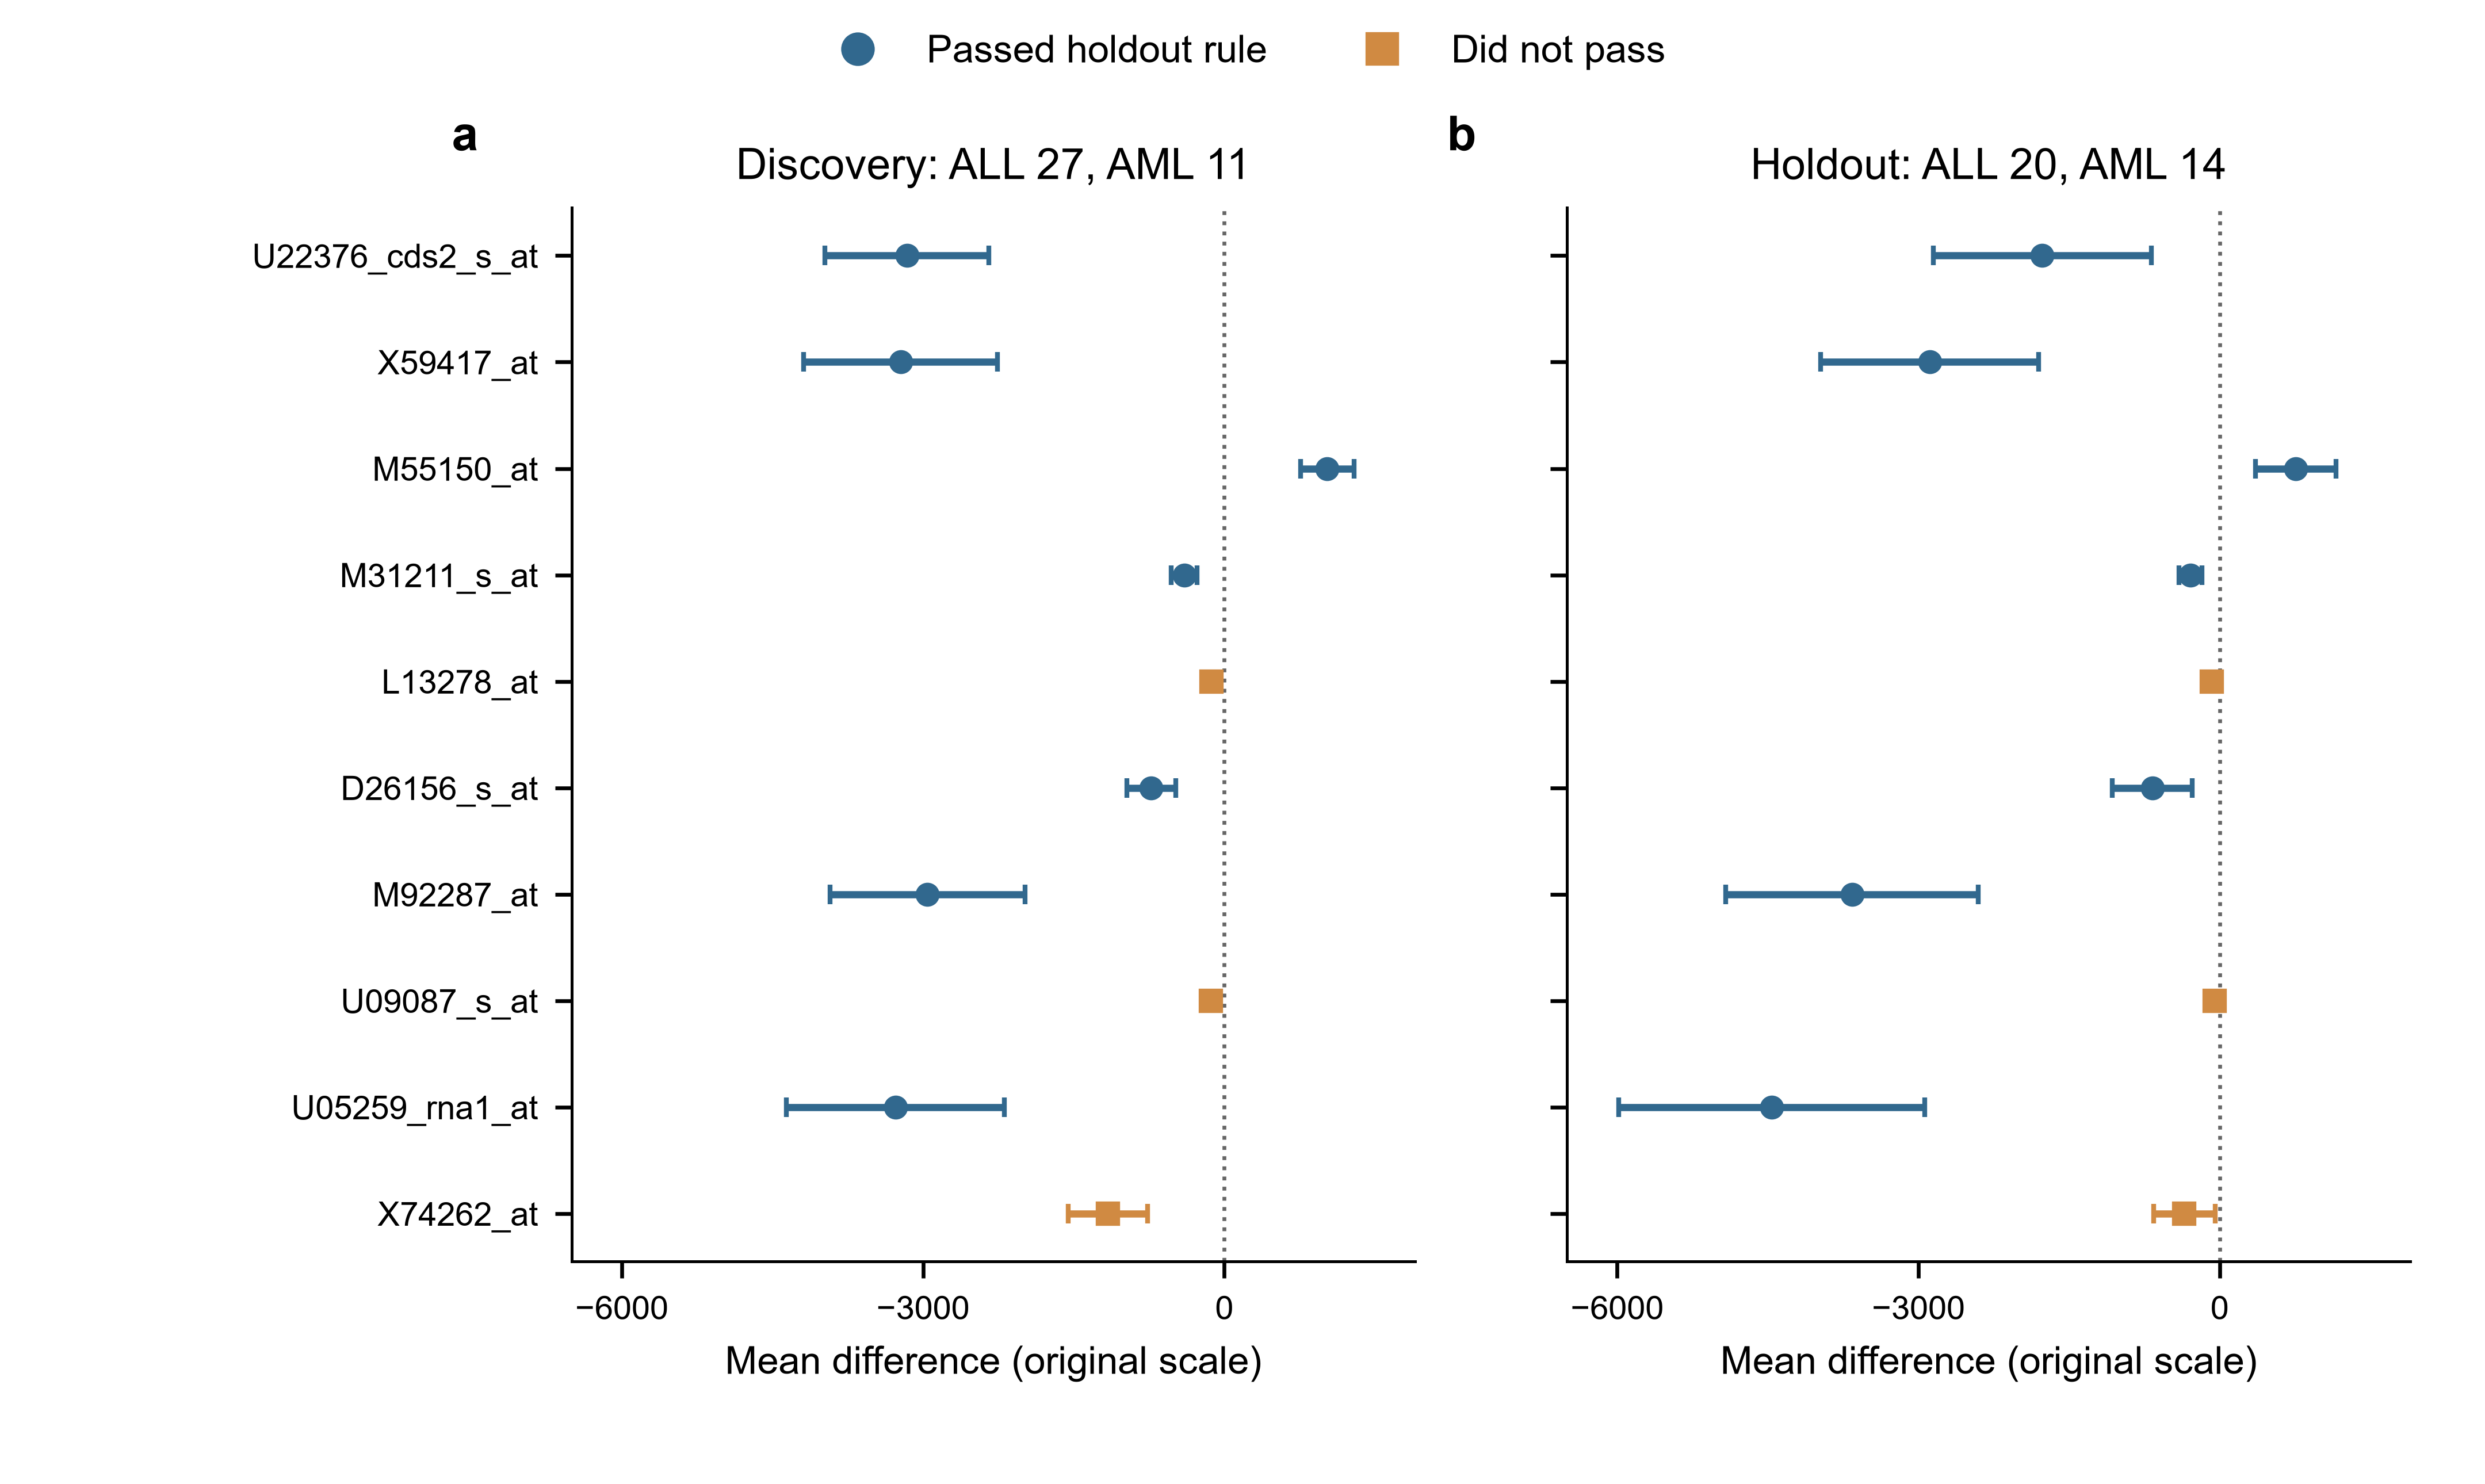 Passed holdout rule
Did not pass
a
Discovery: ALL 27, AML 11
U22376_cds2_s_at
X59417_at
M55150_at
M31211_s_at
L13278_at
D26156_s_at
M92287_at
U09087_s_at
U05259_rna1_at
X74262_at
−6000
−3000
0
Mean difference (original scale)
b
Holdout: ALL 20, AML 14
−6000
−3000
0
Mean difference (original scale)